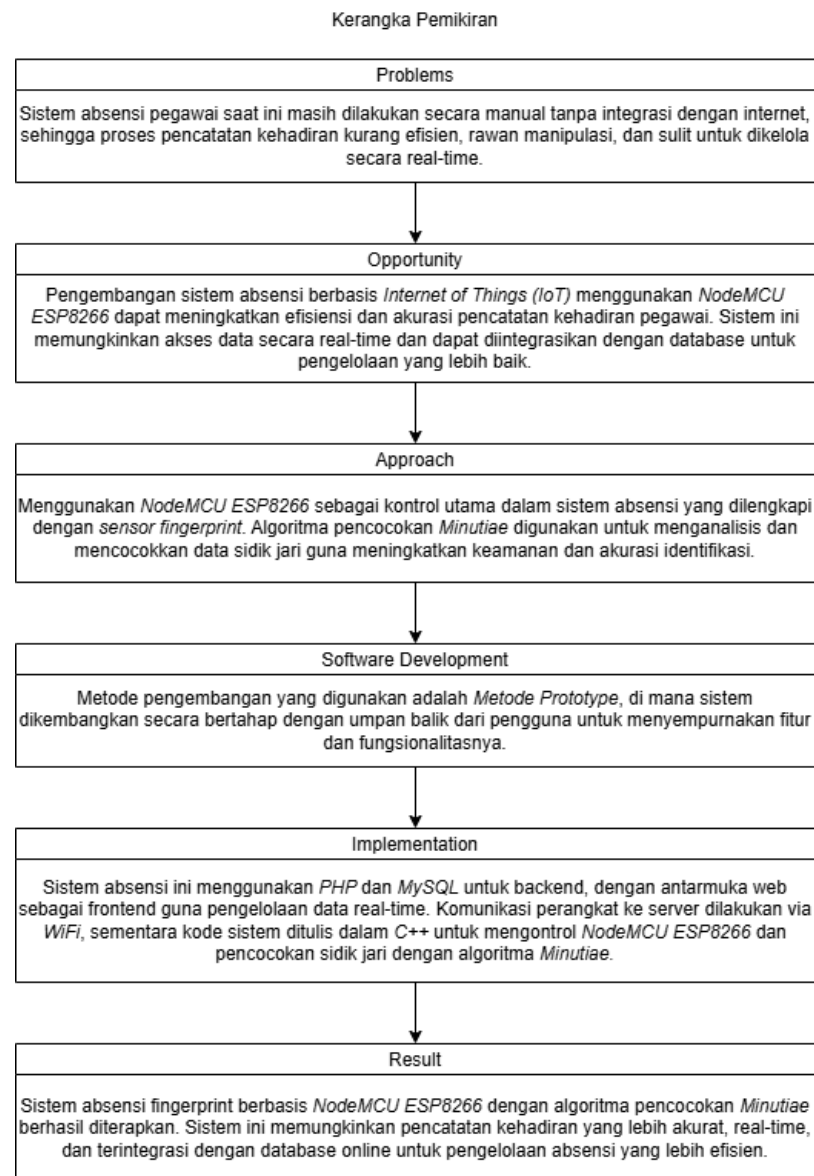 Kerangka Pemikiran
Problems
Sistem absensi pegawai saat ini masih dilakukan secara manual tanpa integrasi dengan internet,
sehingga proses pencatatan kehadiran kurang efisien, rawan manipulasi, dan sulit untuk dikelola
secara real-time.
Opportunity
Pengembangan sistem absensi berbasis Internet of Things (IoT) menggunakan NodeMCU
ESP8266 dapat meningkatkan efisiensi dan akurasi pencatatan kehadiran pegawai. Sistem ini
memungkinkan akses data secara real-time dan dapat diintegrasikan dengan database untuk
pengelolaan yang lebih baik.
Approach
Menggunakan NodeMCU ESP8266 sebagai kontrol utama dalam sistem absensi yang dilengkapi
dengan sensor fingerprint. Algoritma pencocokan Minutiae digunakan untuk menganalisis dan
mencocokkan data sidik jari guna meningkatkan keamanan dan akurasi identifikasi.
Software Development
Metode pengembangan yang digunakan adalah Metode Prototype, di mana sistem
dikembangkan secara bertahap dengan umpan balik dari pengguna untuk menyempurnakan fitur
dan fungsionalitasnya.
Implementation
Sistem absensi ini menggunakan PHP dan MySQL untuk backend, dengan antarmuka web
sebagai frontend guna pengelolaan data real-time. Komunikasi perangkat ke server dilakukan via
WiFi, sementara kode sistem ditulis dalam C++ untuk mengontrol NodeMCU ESP8266 dan
pencocokan sidik jari dengan algoritma Minutiae.
Result
Sistem absensi fingerprint berbasis NodeMCU ESP8266 dengan algoritma pencocokan Minutiae
berhasil diterapkan. Sistem ini memungkinkan pencatatan kehadiran yang lebih akurat, real-time,
dan terintegrasi dengan database online untuk pengelolaan absensi yang lebih efisien.